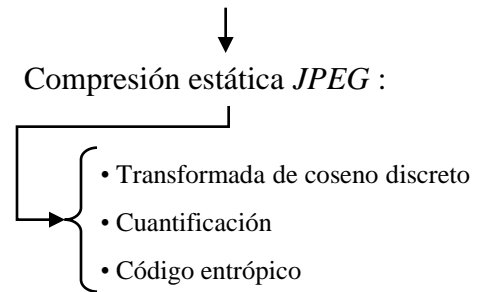 Compresión estática JPEG :
• Transformada de coseno discreto
• Cuantificación
• Código entrópico